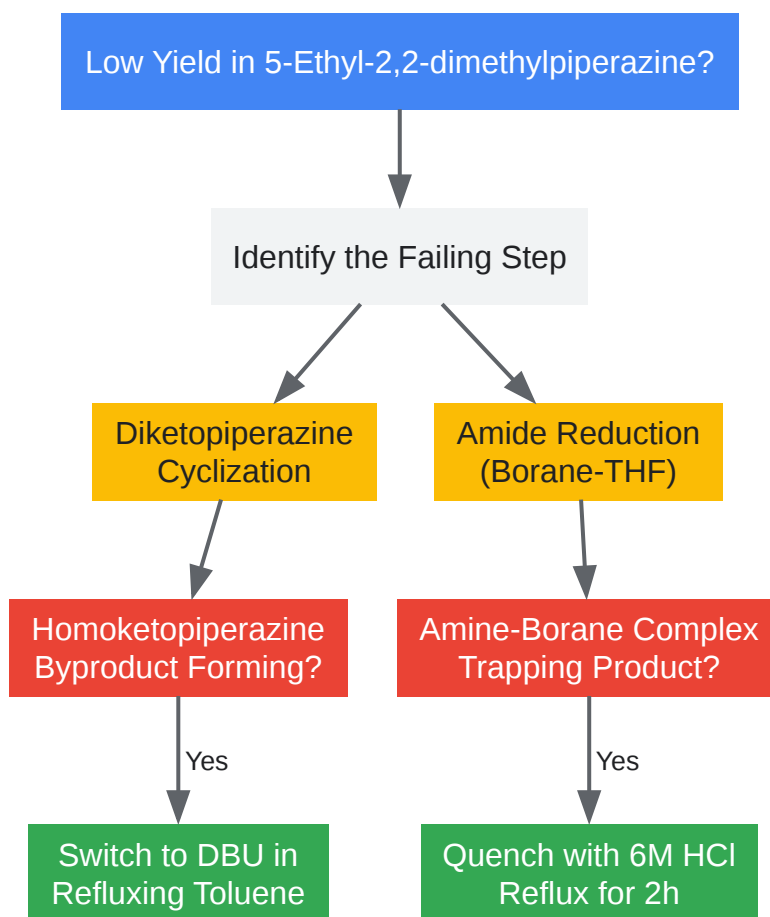 Low Yield in 5-Ethyl-2,2-dimethylpiperazine?
Identify the Failing Step
Diketopiperazine
Cyclization
Amide Reduction
(Borane-THF)
Homoketopiperazine
Byproduct Forming?
Amine-Borane Complex
Trapping Product?
Yes
Yes
Switch to DBU in
Refluxing Toluene
Quench with 6M HCl
Reflux for 2h